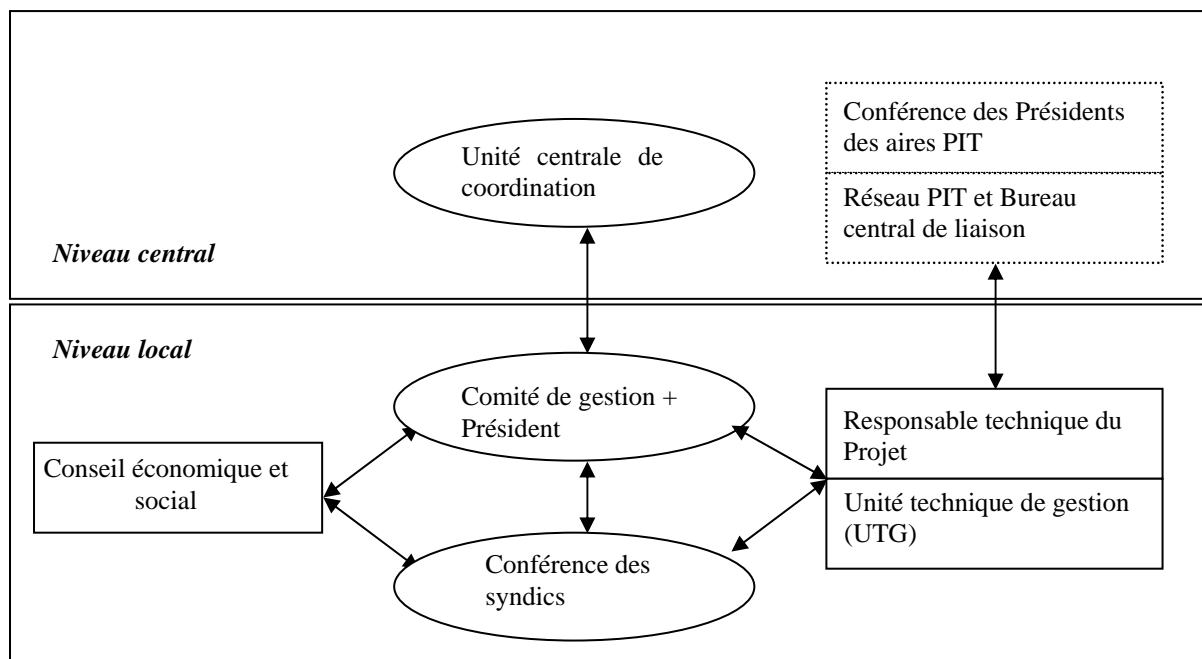 Unité centrale de
coordination
Conférence des Présidents
des aires PIT
Réseau PIT et Bureau
central de liaison
Niveau central
Niveau local
Comité de gestion +
Président
Responsable technique du
Projet
Conseil économique et
social
Unité technique de gestion
(UTG)
Conférence des
syndics